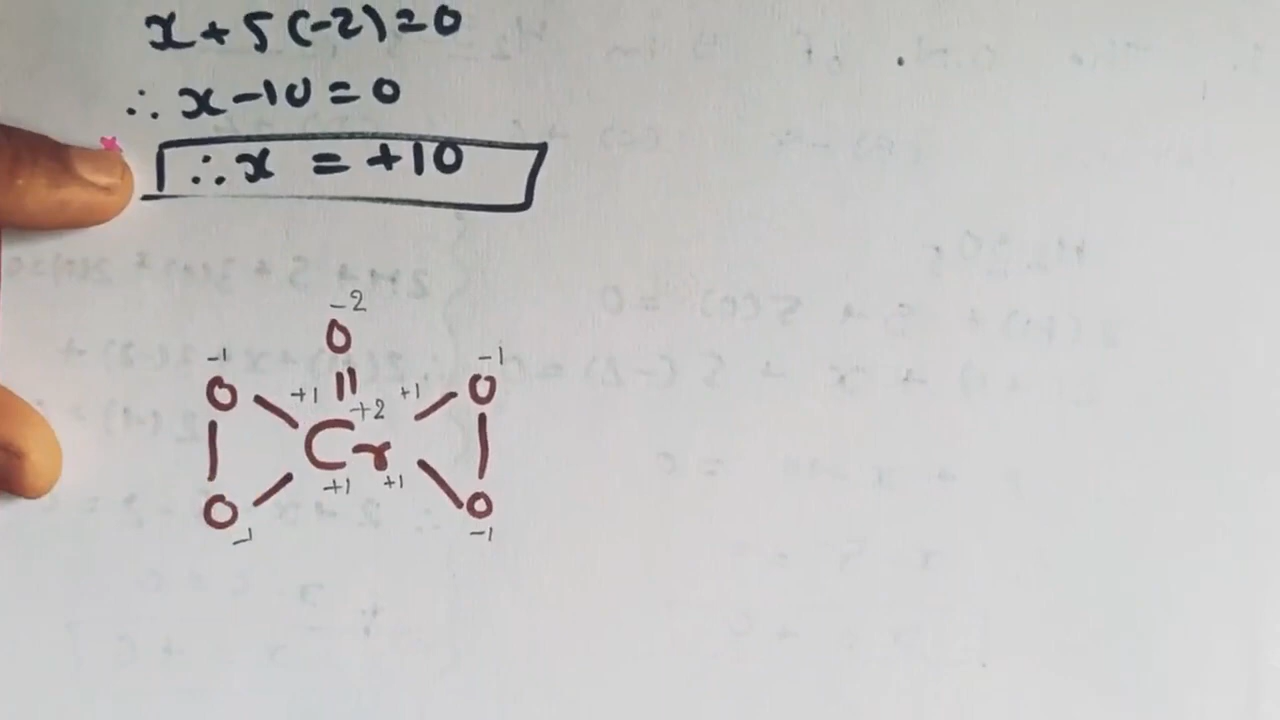 x + 5 (-2) = 0
∴ x - 10 = 0
∴ x = +10
-2
O
-1 -1
O +1 || +1 O
+2
Cr
+1 +1
O O
-1 -1